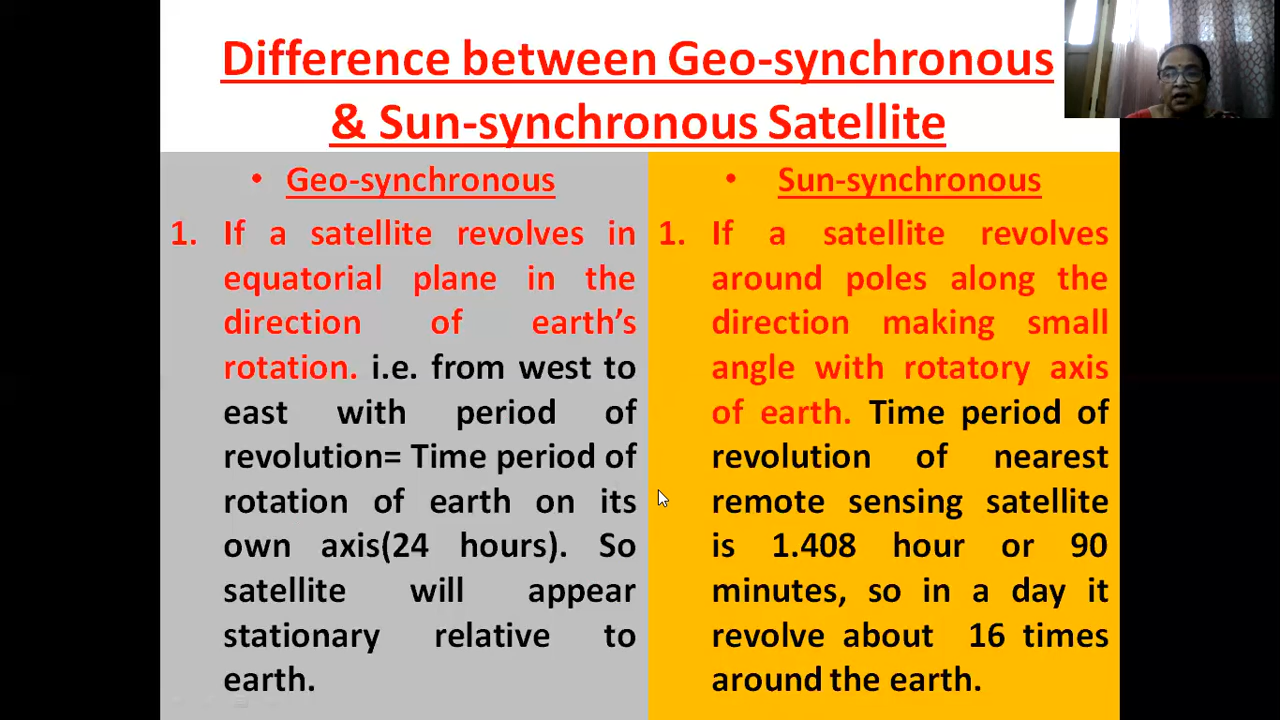 Difference between Geo-synchronous
& Sun-synchronous Satellite
• Geo-synchronous
1. If a satellite revolves in
equatorial plane in the
direction of earth’s
rotation. i.e. from west to
east with period of
revolution= Time period of
rotation of earth on its
own axis(24 hours). So
satellite will appear
stationary relative to
earth.
• Sun-synchronous
1. If a satellite revolves
around poles along the
direction making small
angle with rotatory axis
of earth. Time period of
revolution of nearest
remote sensing satellite
is 1.408 hour or 90
minutes, so in a day it
revolve about 16 times
around the earth.